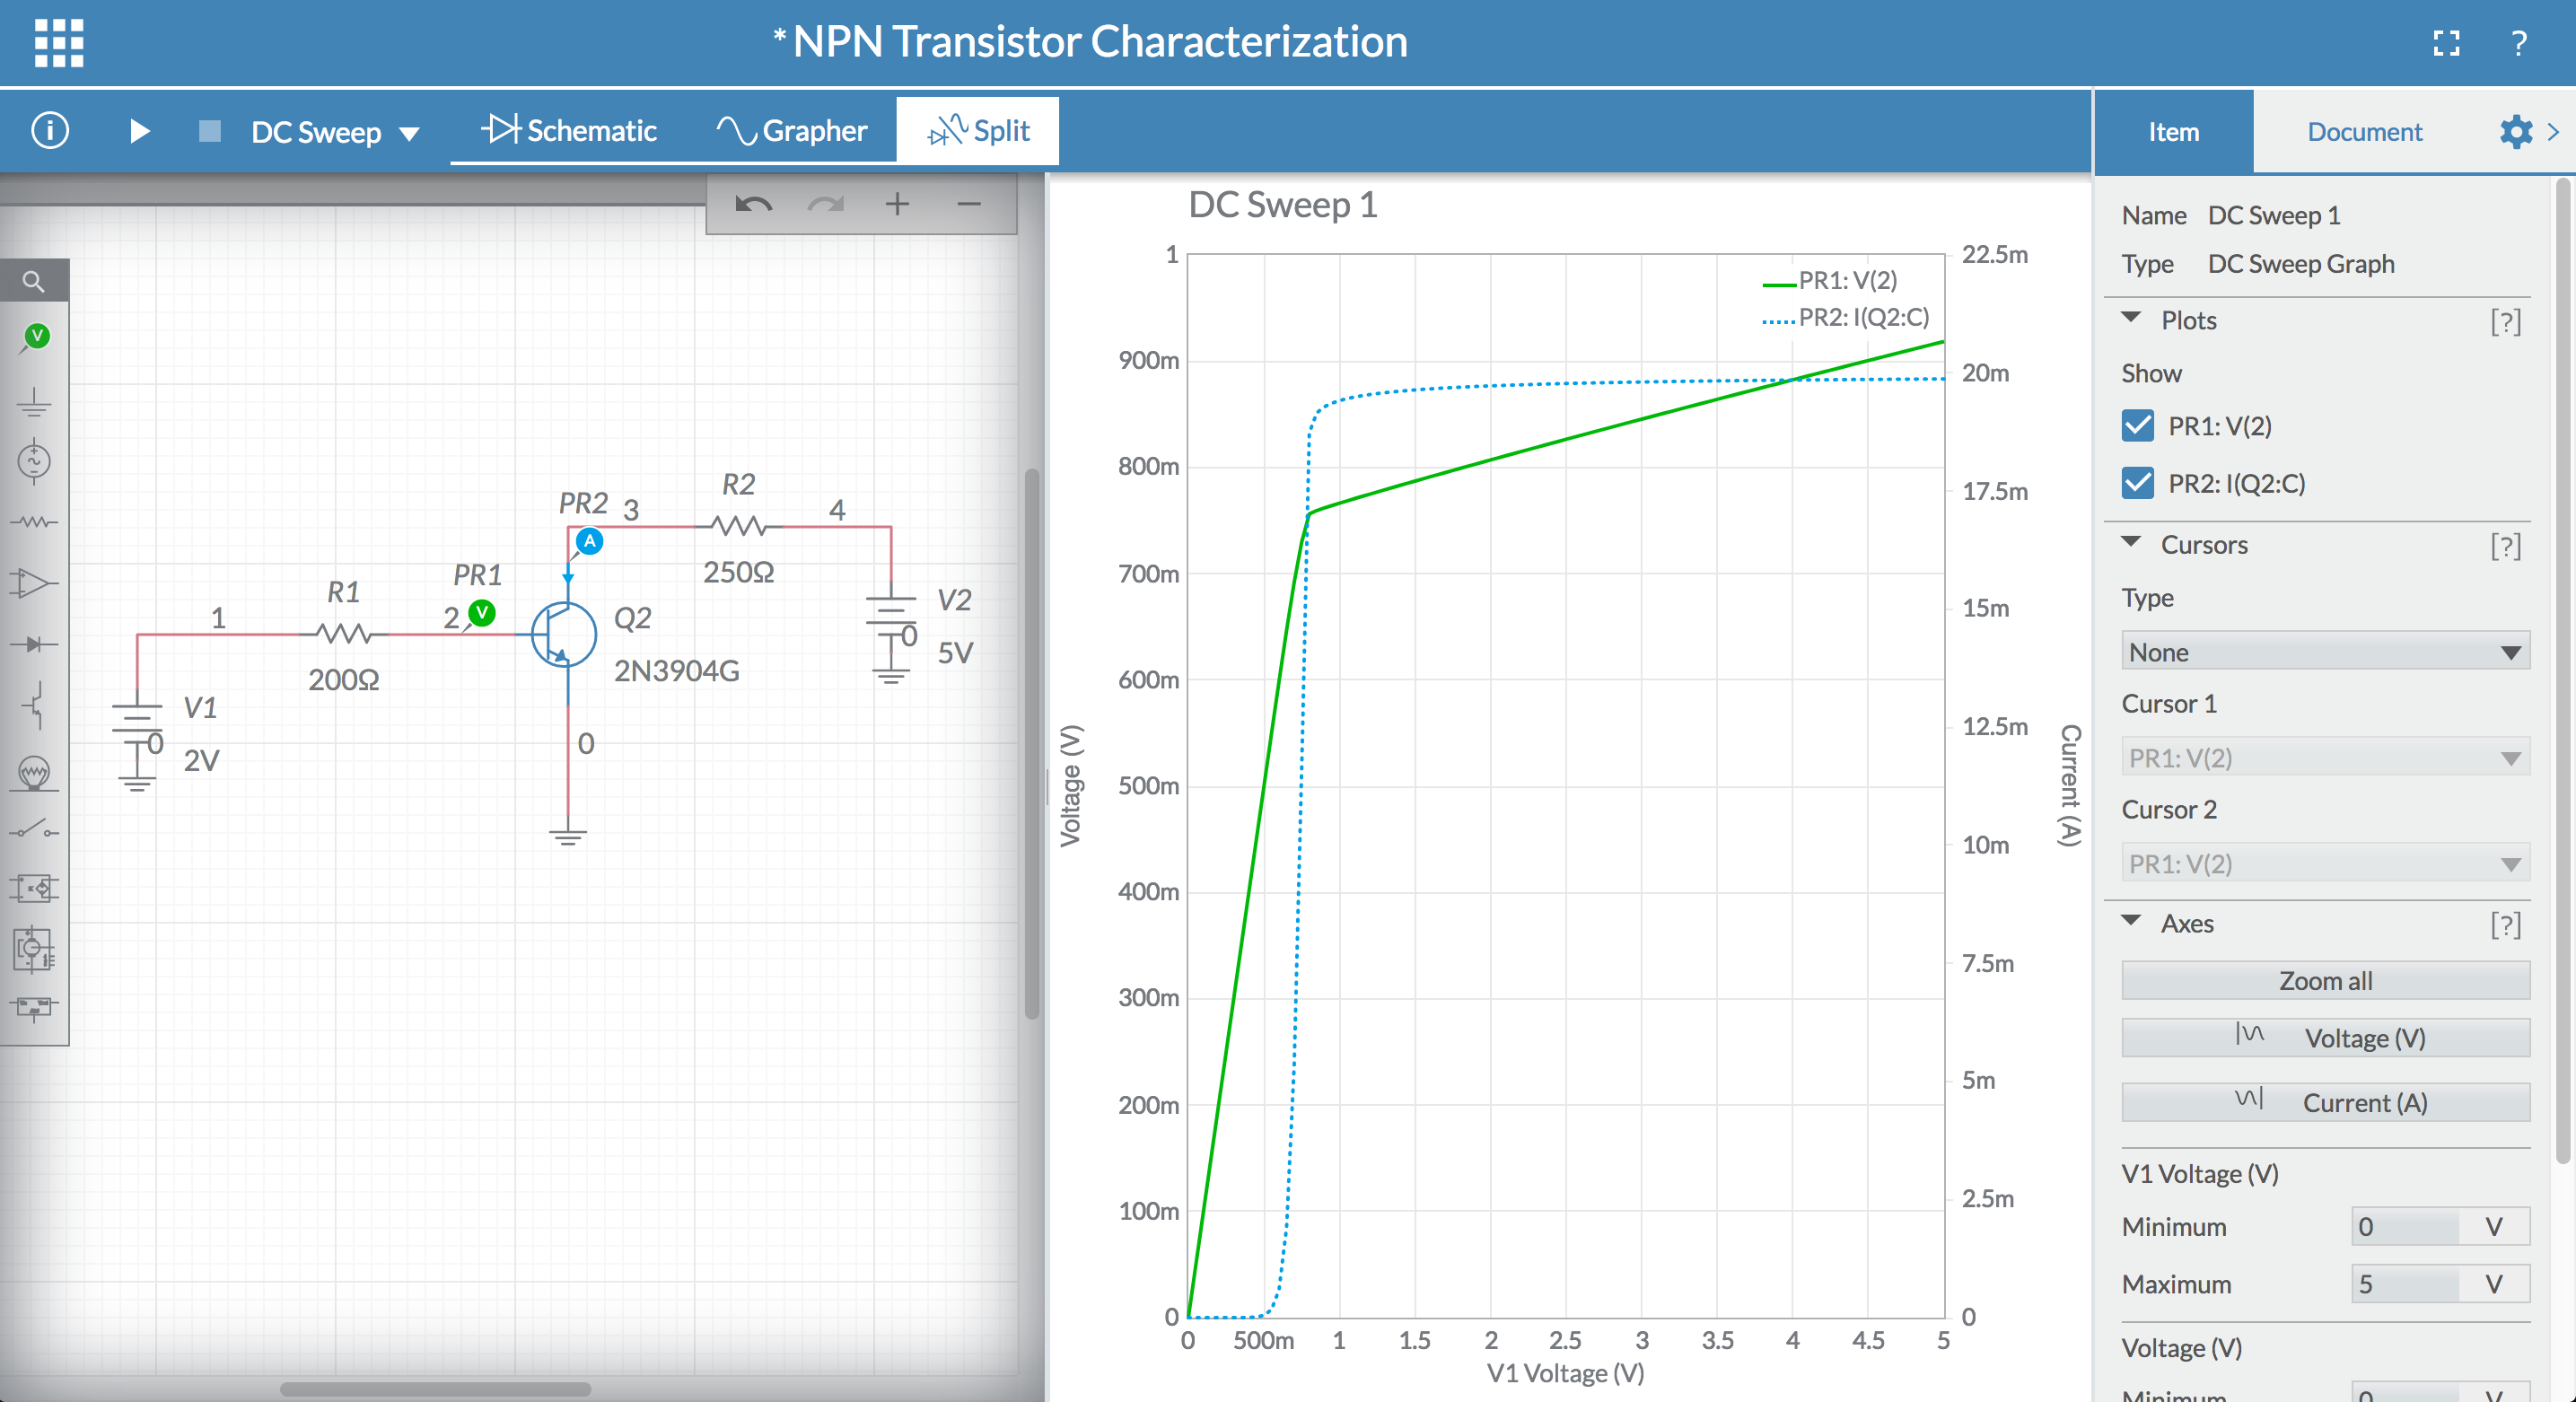 * NPN Transistor Characterization
?
i
DC Sweep
Schematic
Grapher
Split
Item
Document
+
−
V
PR2
3
R2
4
A
250Ω
PR1
R1
1
2
V
200Ω
Q2
2N3904G
V2
0
5V
V1
0
2V
0
DC Sweep 1
1
900m
800m
700m
600m
500m
400m
300m
200m
100m
0
Voltage (V)
PR1: V(2)
PR2: I(Q2:C)
22.5m
20m
17.5m
15m
12.5m
10m
7.5m
5m
2.5m
0
Current (A)
0 500m 1 1.5 2 2.5 3 3.5 4 4.5 5
V1 Voltage (V)
Name DC Sweep 1
Type DC Sweep Graph
Plots [?]
Show
PR1: V(2)
PR2: I(Q2:C)
Cursors [?]
Type
None
Cursor 1
PR1: V(2)
Cursor 2
PR1: V(2)
Axes [?]
Zoom all
Voltage (V)
Current (A)
V1 Voltage (V)
Minimum 0 V
Maximum 5 V
Voltage (V)
Minimum 0 V